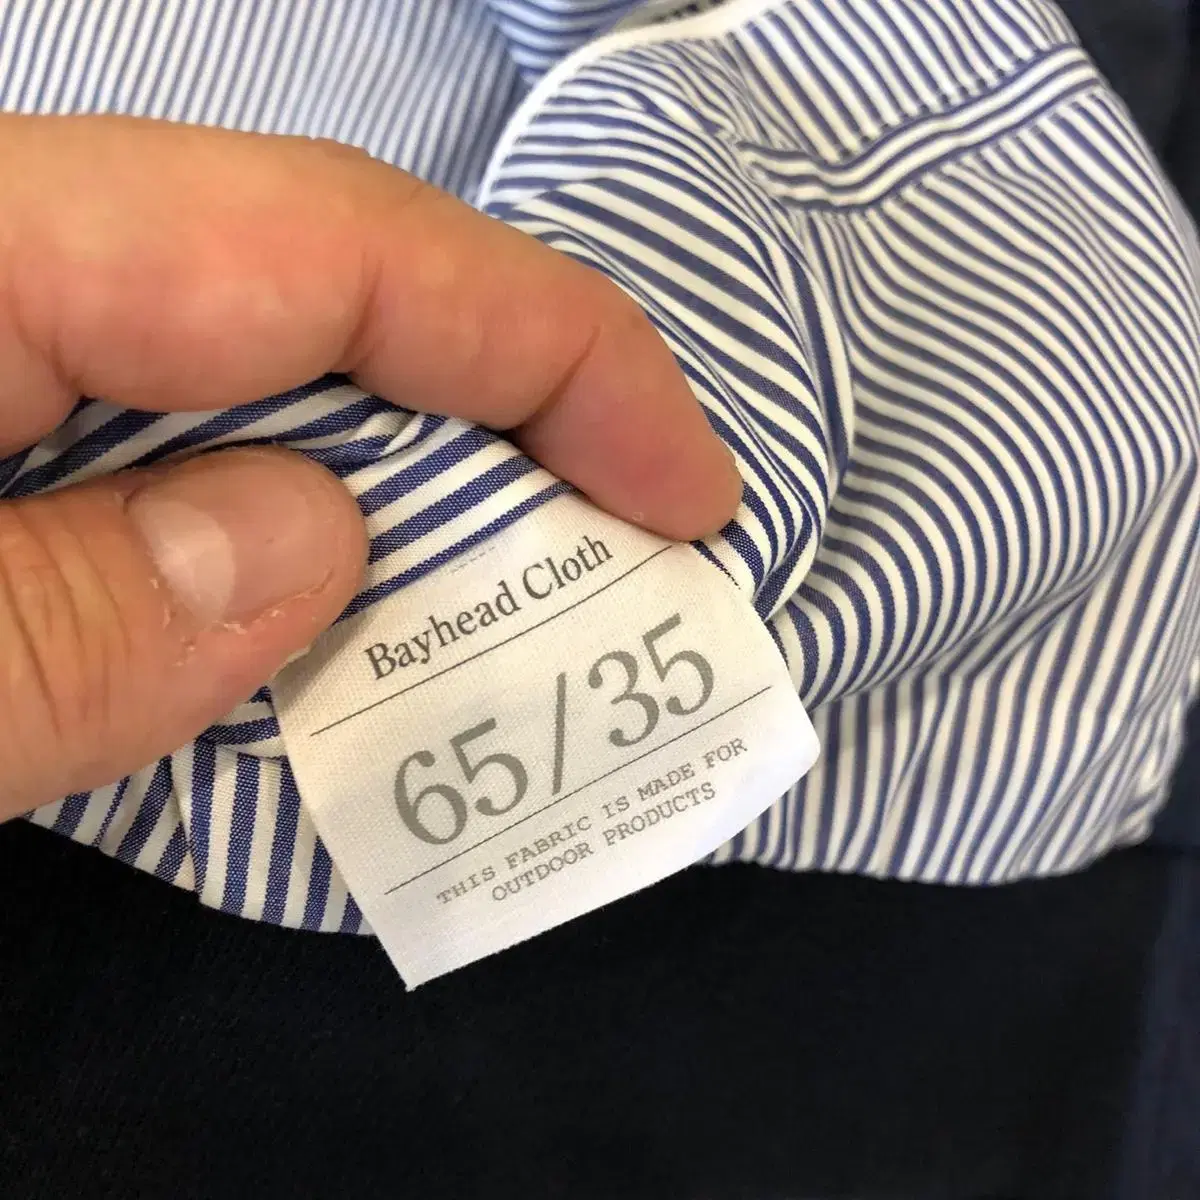 Bayhead Cloth
65/35
THIS FABRIC IS MADE FOR
OUTDOOR PRODUCTS